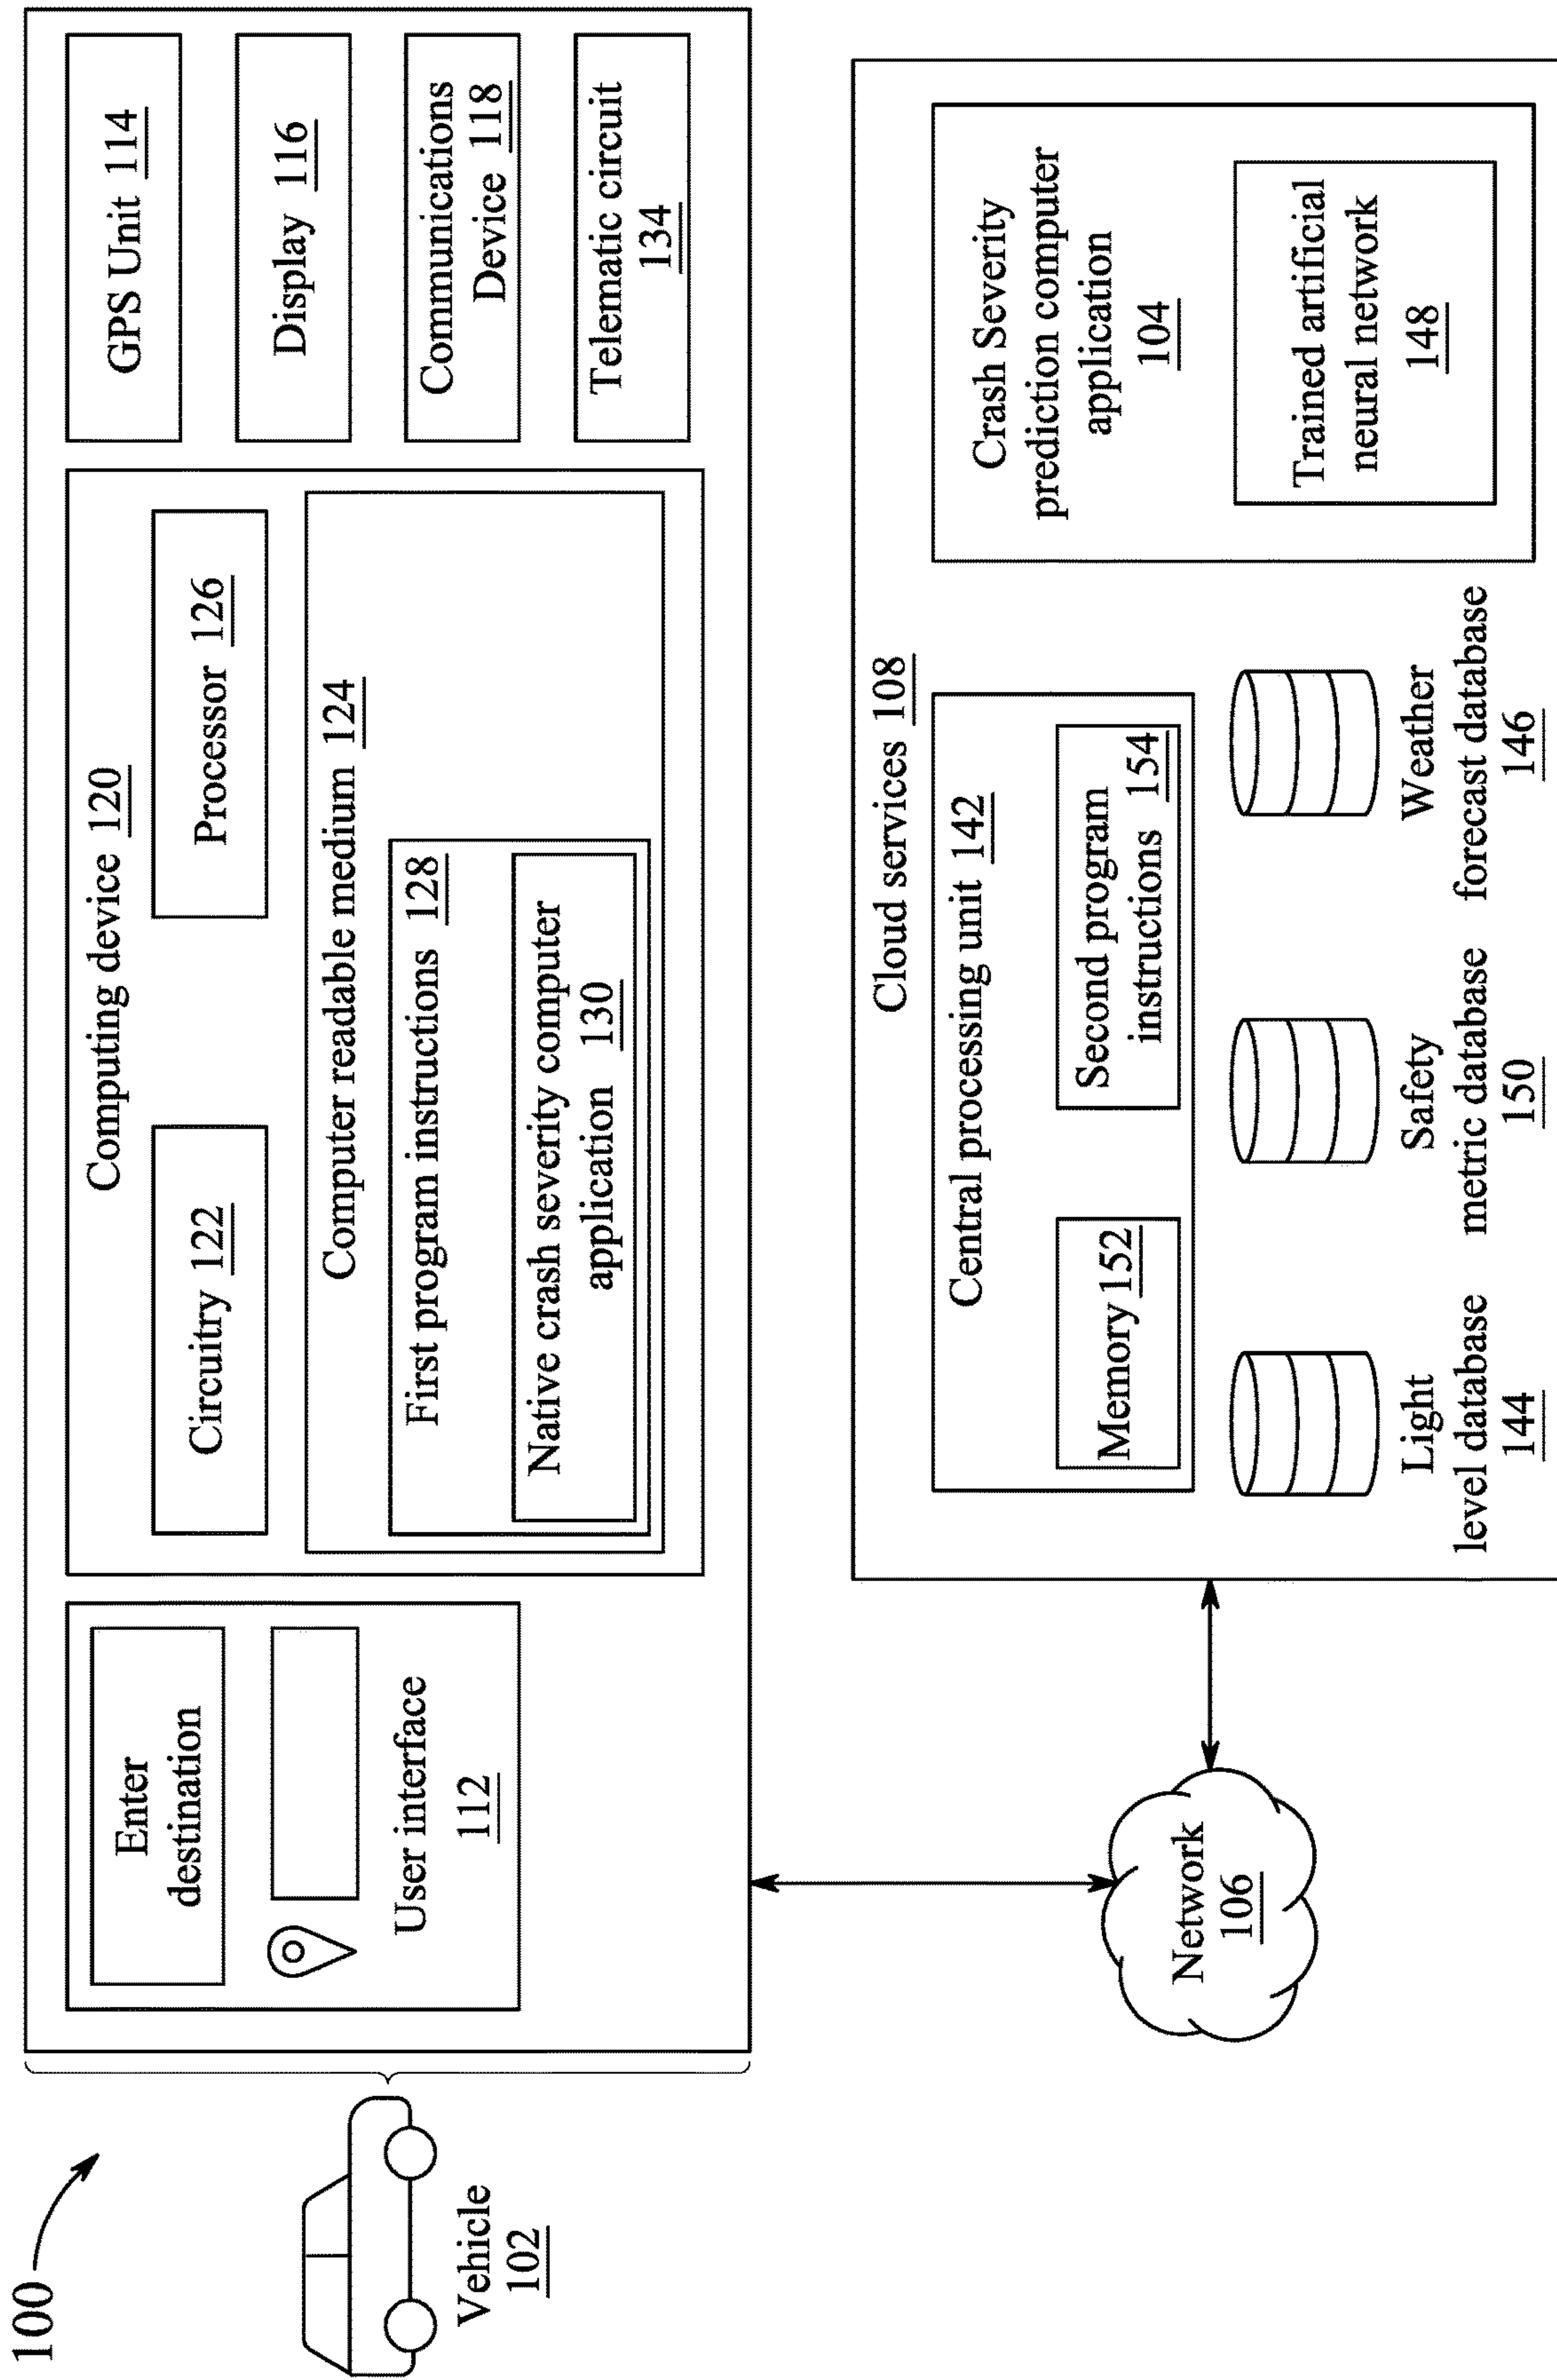 100
Vehicle
102
Enter
destination
User interface
112
Computing device 120
Circuitry 122
Processor 126
Computer readable medium 124
First program instructions 128
Native crash severity computer
application 130
GPS Unit 114
Display 116
Communications
Device 118
Telematic circuit
134
Network
106
Cloud services 108
Central processing unit 142
Memory 152
Second program
instructions 154
Light
level database
144
Safety
metric database
150
Weather
forecast database
146
Crash Severity
prediction computer
application
104
Trained artificial
neural network
148